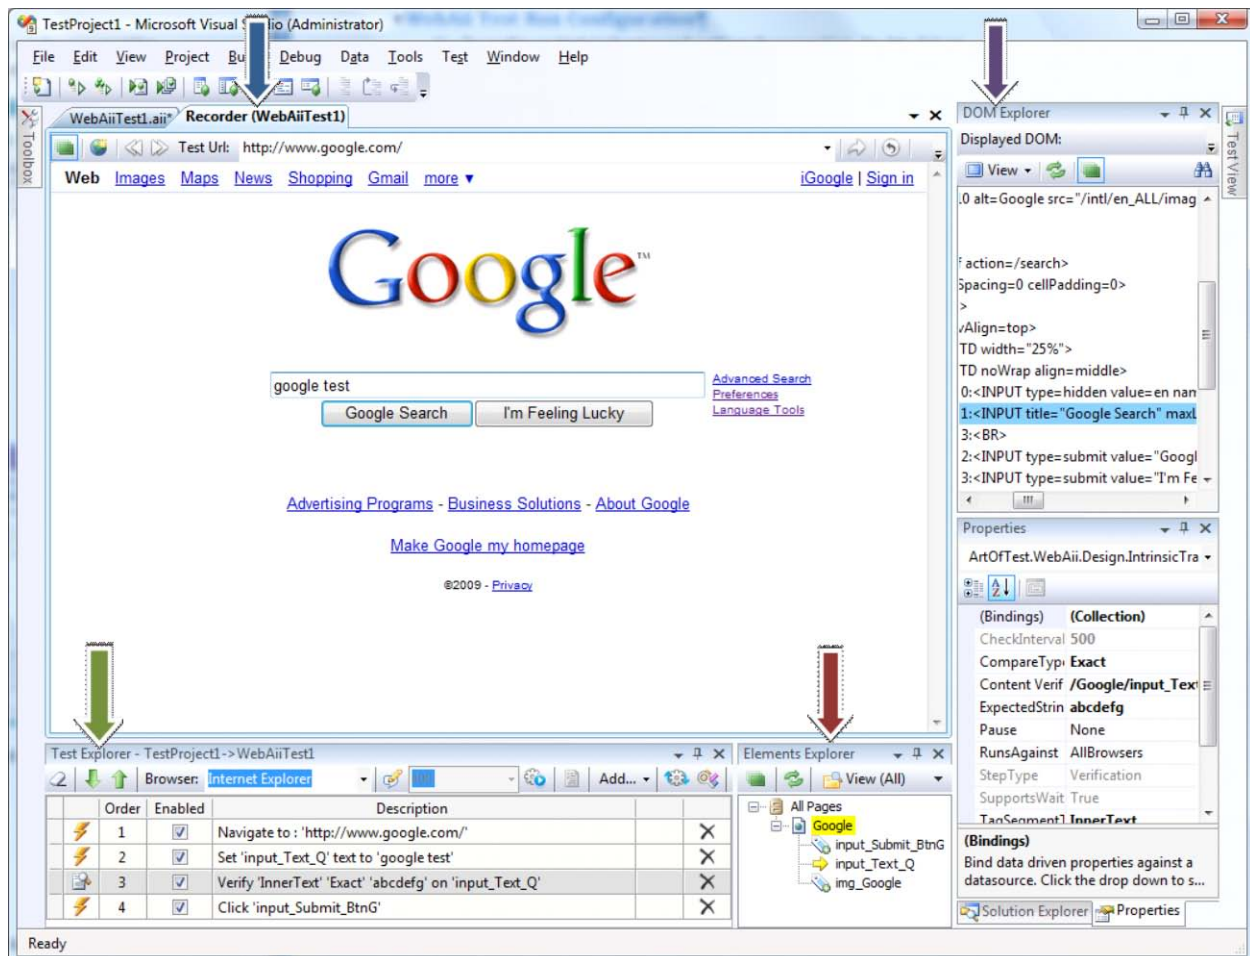 WebAii Test Run Configuration
TestProject1 - Microsoft Visual Studio (Administrator)
File Edit View Project Debug Data Tools Test Window Help
Toolbox
WebAiiTest1.aii* Recorder (WebAiiTest1)
Test Url: http://www.google.com/
Web Images Maps News Shopping Gmail more ▼ iGoogle | Sign in
Google™
google test
Google Search I'm Feeling Lucky
Advanced Search
Preferences
Language Tools
Advertising Programs - Business Solutions - About Google
Make Google my homepage
©2009 - Privacy
DOM Explorer
Displayed DOM:
View
.0 alt=Google src="/intl/en_ALL/imag
f action=/search>
Spacing=0 cellPadding=0>
>
vAlign=top>
TD width="25%">
TD noWrap align=middle>
0:<INPUT type=hidden value=en nam
1:<INPUT title="Google Search" maxL
3:<BR>
2:<INPUT type=submit value="Googl
3:<INPUT type=submit value="I'm Fe
Test View
Properties
ArtOfTest.WebAii.Design.IntrinsicTra
(Bindings) (Collection)
CheckInterval 500
CompareTyp Exact
Content Verif /Google/input_Text
ExpectedStrin abcdefg
Pause None
RunsAgainst AllBrowsers
StepType Verification
SupportsWait True
TagSegmentT InnerText
(Bindings)
Bind data driven properties against a
datasource. Click the drop down to s...
Solution Explorer Properties
Test Explorer - TestProject1->WebAiiTest1
Browser: Internet Explorer 100 Add...
Order Enabled Description
1 Navigate to : 'http://www.google.com/'
2 Set 'input_Text_Q' text to 'google test'
3 Verify 'InnerText' 'Exact' 'abcdefg' on 'input_Text_Q'
4 Click 'input_Submit_BtnG'
Elements Explorer
View (All)
All Pages
Google
input_Submit_BtnG
input_Text_Q
img_Google
Ready